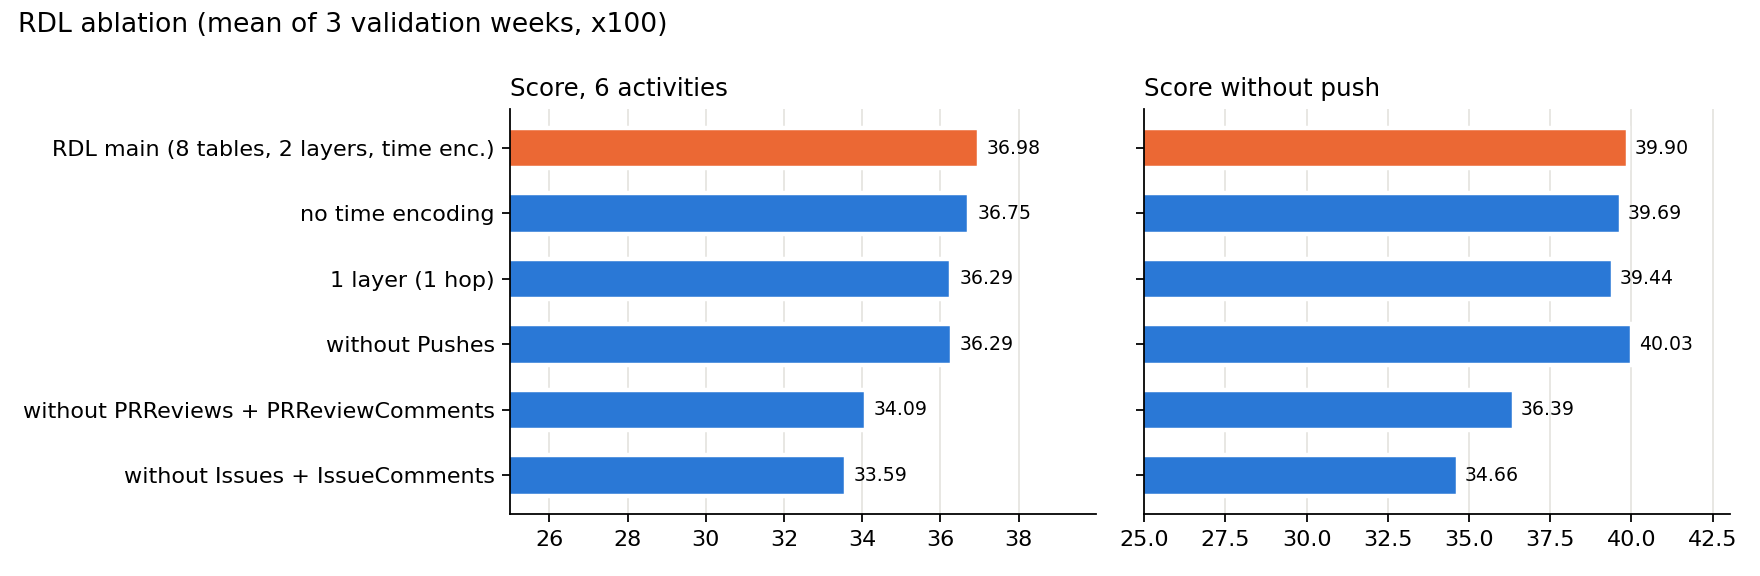 RDL ablation (mean of 3 validation weeks, x100)
Score, 6 activities
RDL main (8 tables, 2 layers, time enc.) 36.98
no time encoding 36.75
1 layer (1 hop) 36.29
without Pushes 36.29
without PRReviews + PRReviewComments 34.09
without Issues + IssueComments 33.59
26 28 30 32 34 36 38
Score without push
39.90
39.69
39.44
40.03
36.39
34.66
25.0 27.5 30.0 32.5 35.0 37.5 40.0 42.5